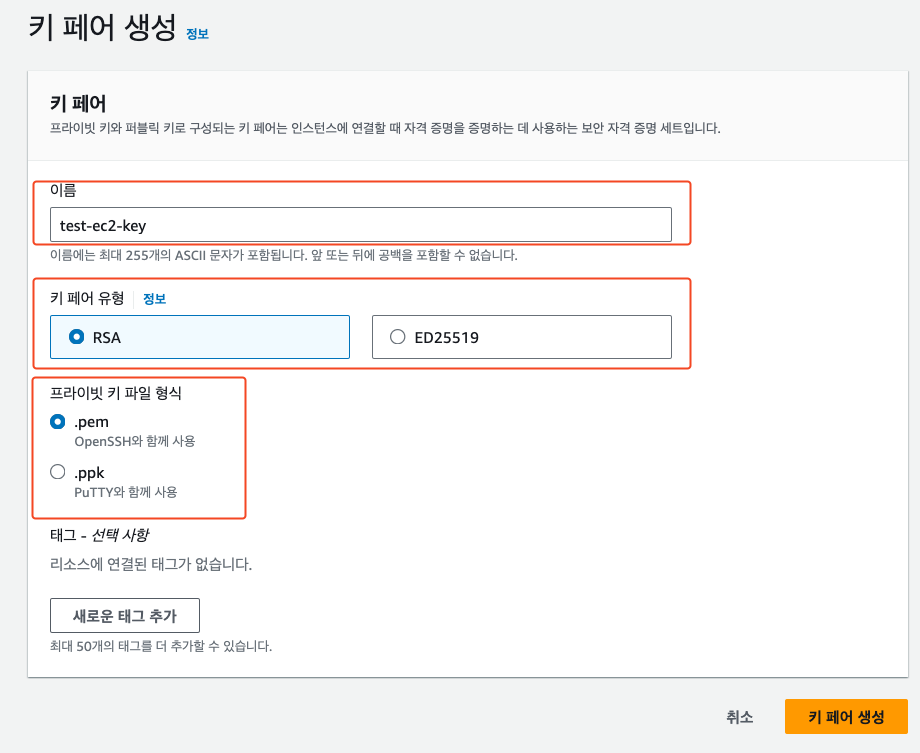 키 페어 생성 정보
키 페어
프라이빗 키와 퍼블릭 키로 구성되는 키 페어는 인스턴스에 연결할 때 자격 증명을 증명하는 데 사용하는 보안 자격 증명 세트입니다.
이름
test-ec2-key
이름에는 최대 255개의 ASCII 문자가 포함됩니다. 앞 또는 뒤에 공백을 포함할 수 없습니다.
키 페어 유형 정보
RSA ED25519
프라이빗 키 파일 형식
.pem
OpenSSH와 함께 사용
.ppk
PuTTY와 함께 사용
태그 - 선택 사항
리소스에 연결된 태그가 없습니다.
새로운 태그 추가
최대 50개의 태그를 더 추가할 수 있습니다.
취소 키 페어 생성